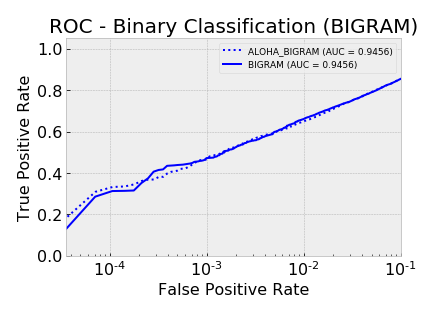 ROC - Binary Classification (BIGRAM)
ALOHA_BIGRAM (AUC = 0.9456)
BIGRAM (AUC = 0.9456)
True Positive Rate
1.0
0.8
0.6
0.4
0.2
0.0
10⁻⁴ 10⁻³ 10⁻² 10⁻¹
False Positive Rate